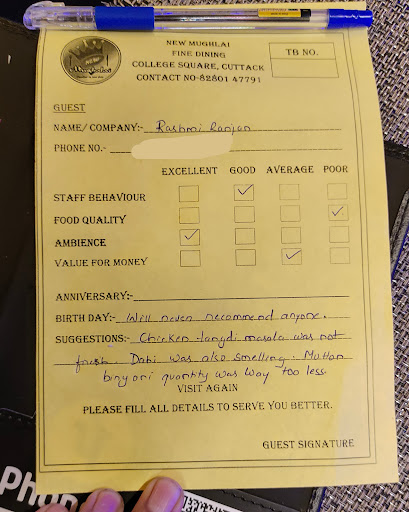 NEW MUGHLAI
FINE DINING
COLLEGE SQUARE, CUTTACK
CONTACT NO-82801 47791
TB NO.
GUEST
NAME/ COMPANY:- Rashmi Ranjan
PHONE NO.-
EXCELLENT GOOD AVERAGE POOR
STAFF BEHAVIOUR
FOOD QUALITY
AMBIENCE
VALUE FOR MONEY
ANNIVERSARY:-
BIRTH DAY:- Will never recommend anyone.
SUGGESTIONS:- Chicken tangdi masala was not
fresh. Dahi was also smelling. Mutton
biryani quantity was way too less
VISIT AGAIN
PLEASE FILL ALL DETAILS TO SERVE YOU BETTER.
GUEST SIGNATURE